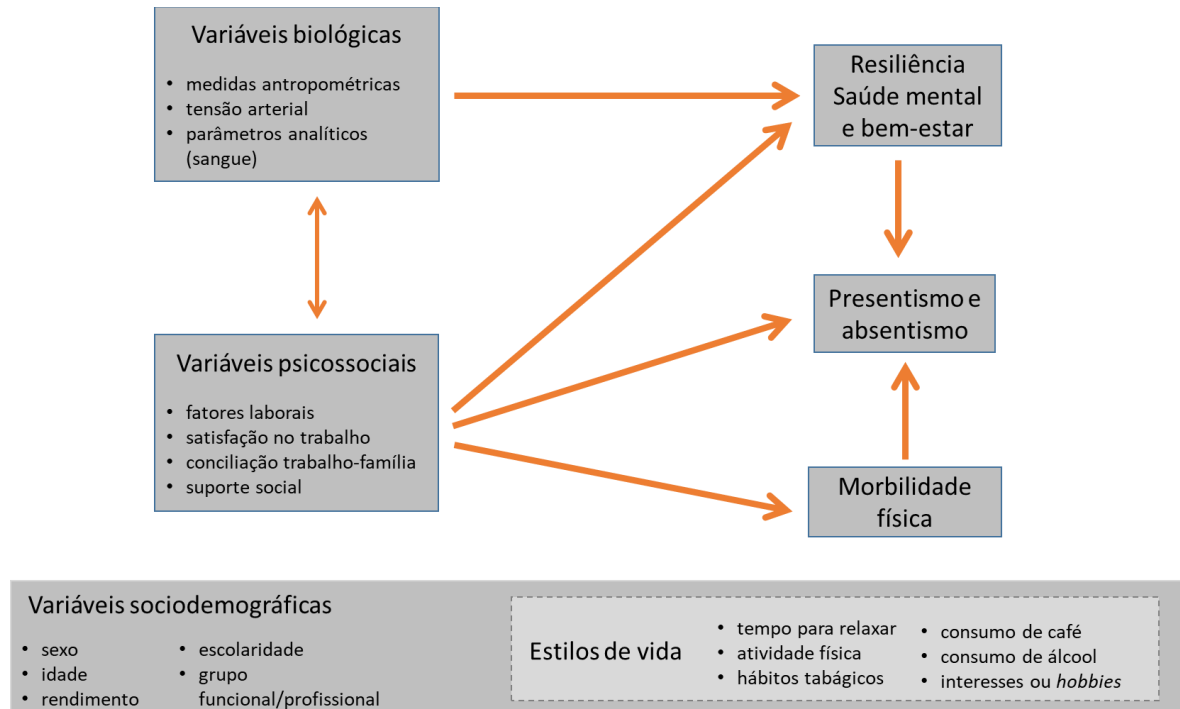 Variáveis biológicas
• medidas antropométricas
• tensão arterial
• parâmetros analíticos
(sangue)
Resiliência
Saúde mental
e bem-estar
Presentismo e
absentismo
Variáveis psicossociais
• fatores laborais
• satisfação no trabalho
• conciliação trabalho-família
• suporte social
Morbilidade
física
Variáveis sociodemográficas
• sexo
• idade
• rendimento
• escolaridade
• grupo
funcional/profissional
Estilos de vida
• tempo para relaxar
• atividade física
• hábitos tabágicos
• consumo de café
• consumo de álcool
• interesses ou hobbies